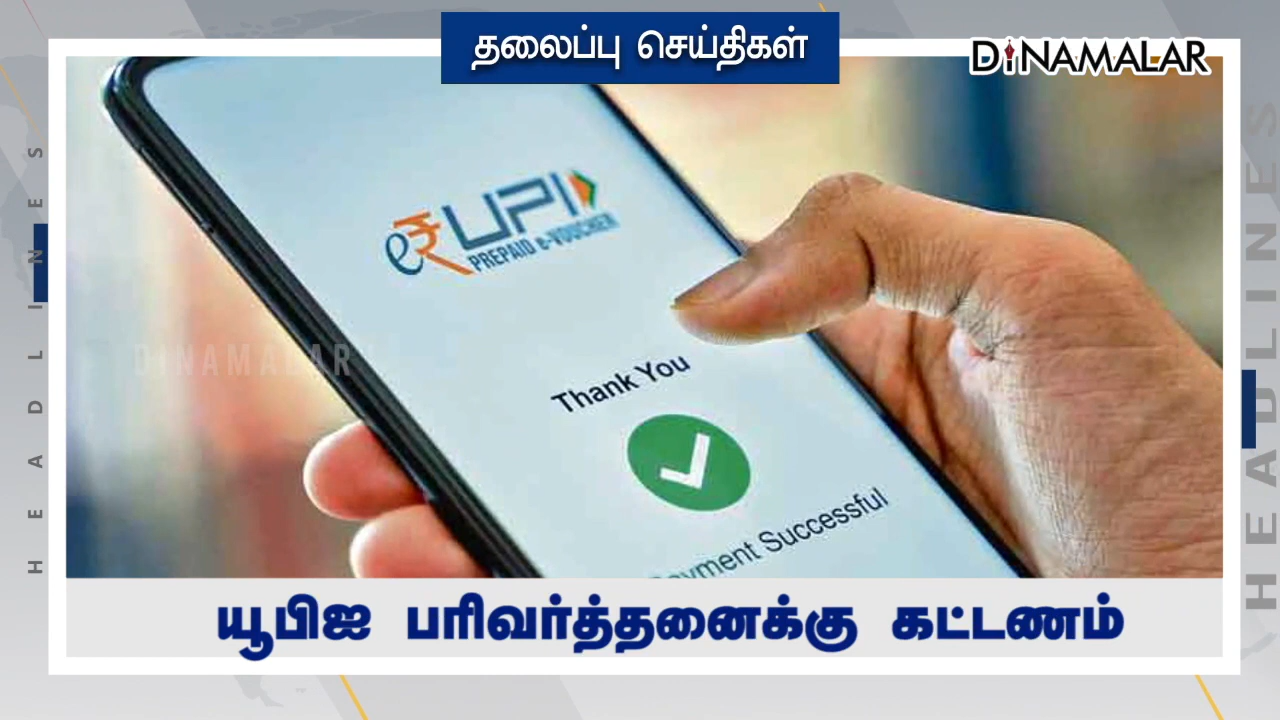 தலைப்பு செய்திகள்
DINAMALAR
HEADLINES
e₹UPI
PREPAID e-VOUCHER
DINAMALAR
Thank You
Payment Successful
HEADLINES
யூபிஐ பரிவர்த்தனைக்கு கட்டணம்